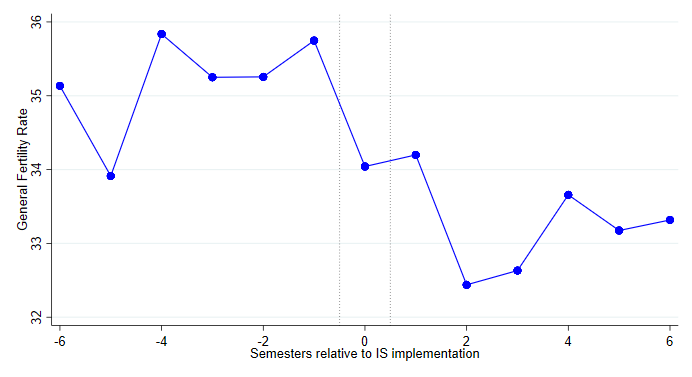 General Fertility Rate
36
35
34
33
32
-6 -4 -2 0 2 4 6
Semesters relative to IS implementation